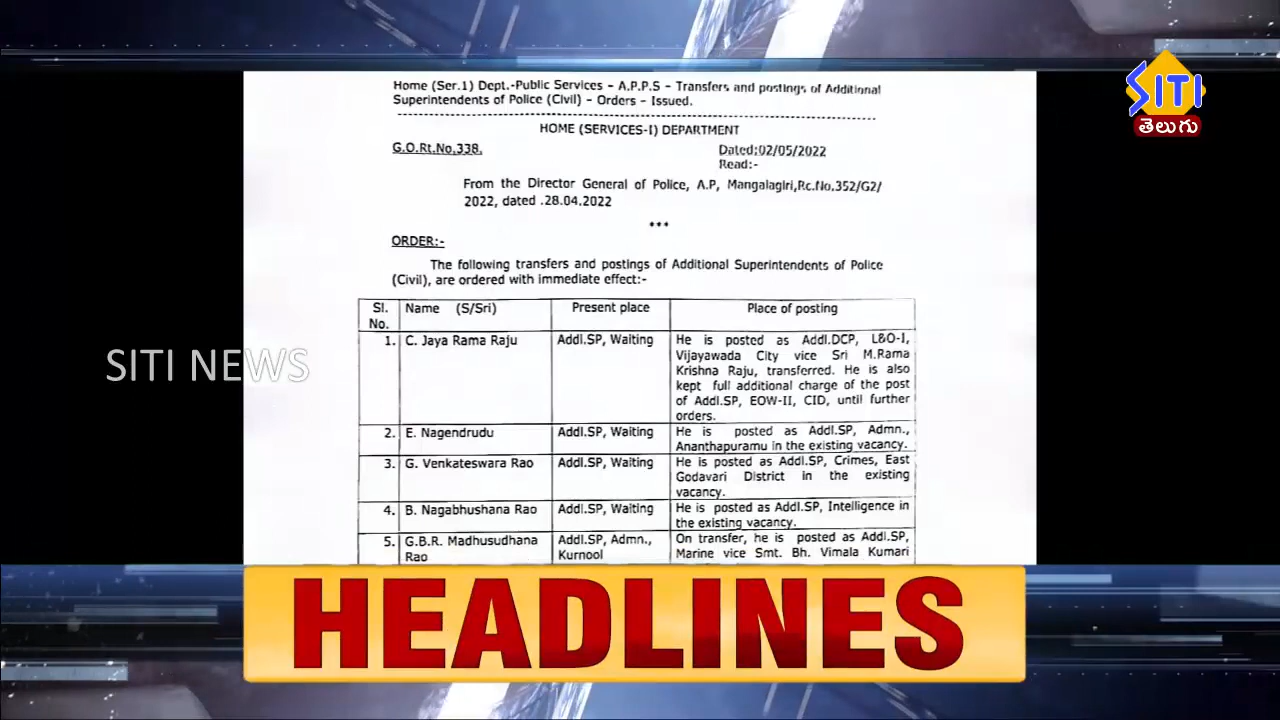 Home (Ser.1) Dept.-Public Services – A.P.P.S – Transfers and postings of Additional
Superintendents of Police (Civil) – Orders – Issued.
HOME (SERVICES-I) DEPARTMENT
G.O.Rt.No.338.
Dated:02/05/2022
Read:-
From the Director General of Police, A.P, Mangalagiri,Rc.No.352/G2/
2022, dated .28.04.2022
***
ORDER:-
The following transfers and postings of Additional Superintendents of Police
(Civil), are ordered with immediate effect:-
Sl. No. Name (S/Sri) Present place Place of posting
1. C. Jaya Rama Raju Addl.SP, Waiting He is posted as Addl.DCP, L&O-I,
Vijayawada City vice Sri M.Rama
Krishna Raju, transferred. He is also
kept full additional charge of the post
of Addl.SP, EOW-II, CID, until further
orders.
2. E. Nagendrudu Addl.SP, Waiting He is posted as Addl.SP, Admn.,
Ananthapuramu in the existing vacancy.
3. G. Venkateswara Rao Addl.SP, Waiting He is posted as Addl.SP, Crimes, East
Godavari District in the existing
vacancy.
4. B. Nagabhushana Rao Addl.SP, Waiting He is posted as Addl.SP, Intelligence in
the existing vacancy.
5. G.B.R. Madhusudhana Addl.SP, Admn., On transfer, he is posted as Addl.SP,
Rao Kurnool Marine vice Smt. Bh. Vimala Kumari
SITI
తెలుగు
SITI NEWS
HEADLINES